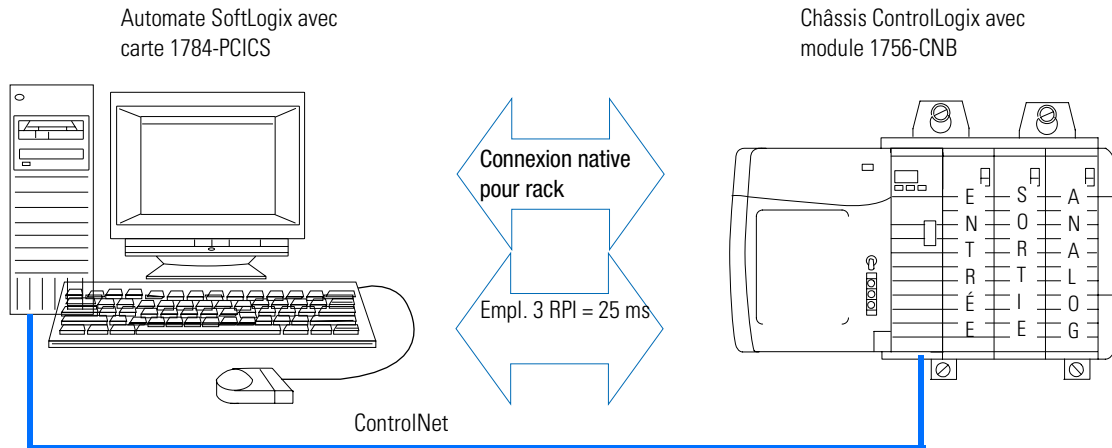 Automate SoftLogix avec
carte 1784-PCICS
Châssis ControlLogix avec
module 1756-CNB
Connexion native
pour rack
Empl. 3 RPI = 25 ms
ENTRÉE
SORTIE
ANALOG
ControlNet